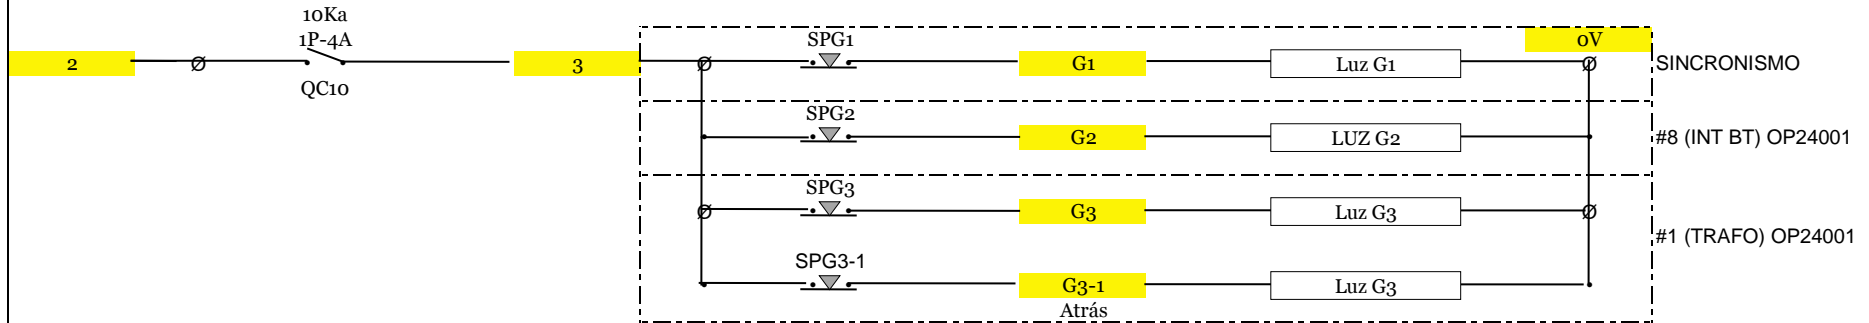 10Ka
1P-4A
QC10
2
Ø
3
0V
SPG1
Ø
G1
Luz G1
Ø
SINCRONISMO
SPG2
G2
LUZ G2
#8 (INT BT) OP24001
SPG3
Ø
G3
Luz G3
Ø
#1 (TRAFO) OP24001
SPG3-1
G3-1
Luz G3
Atrás